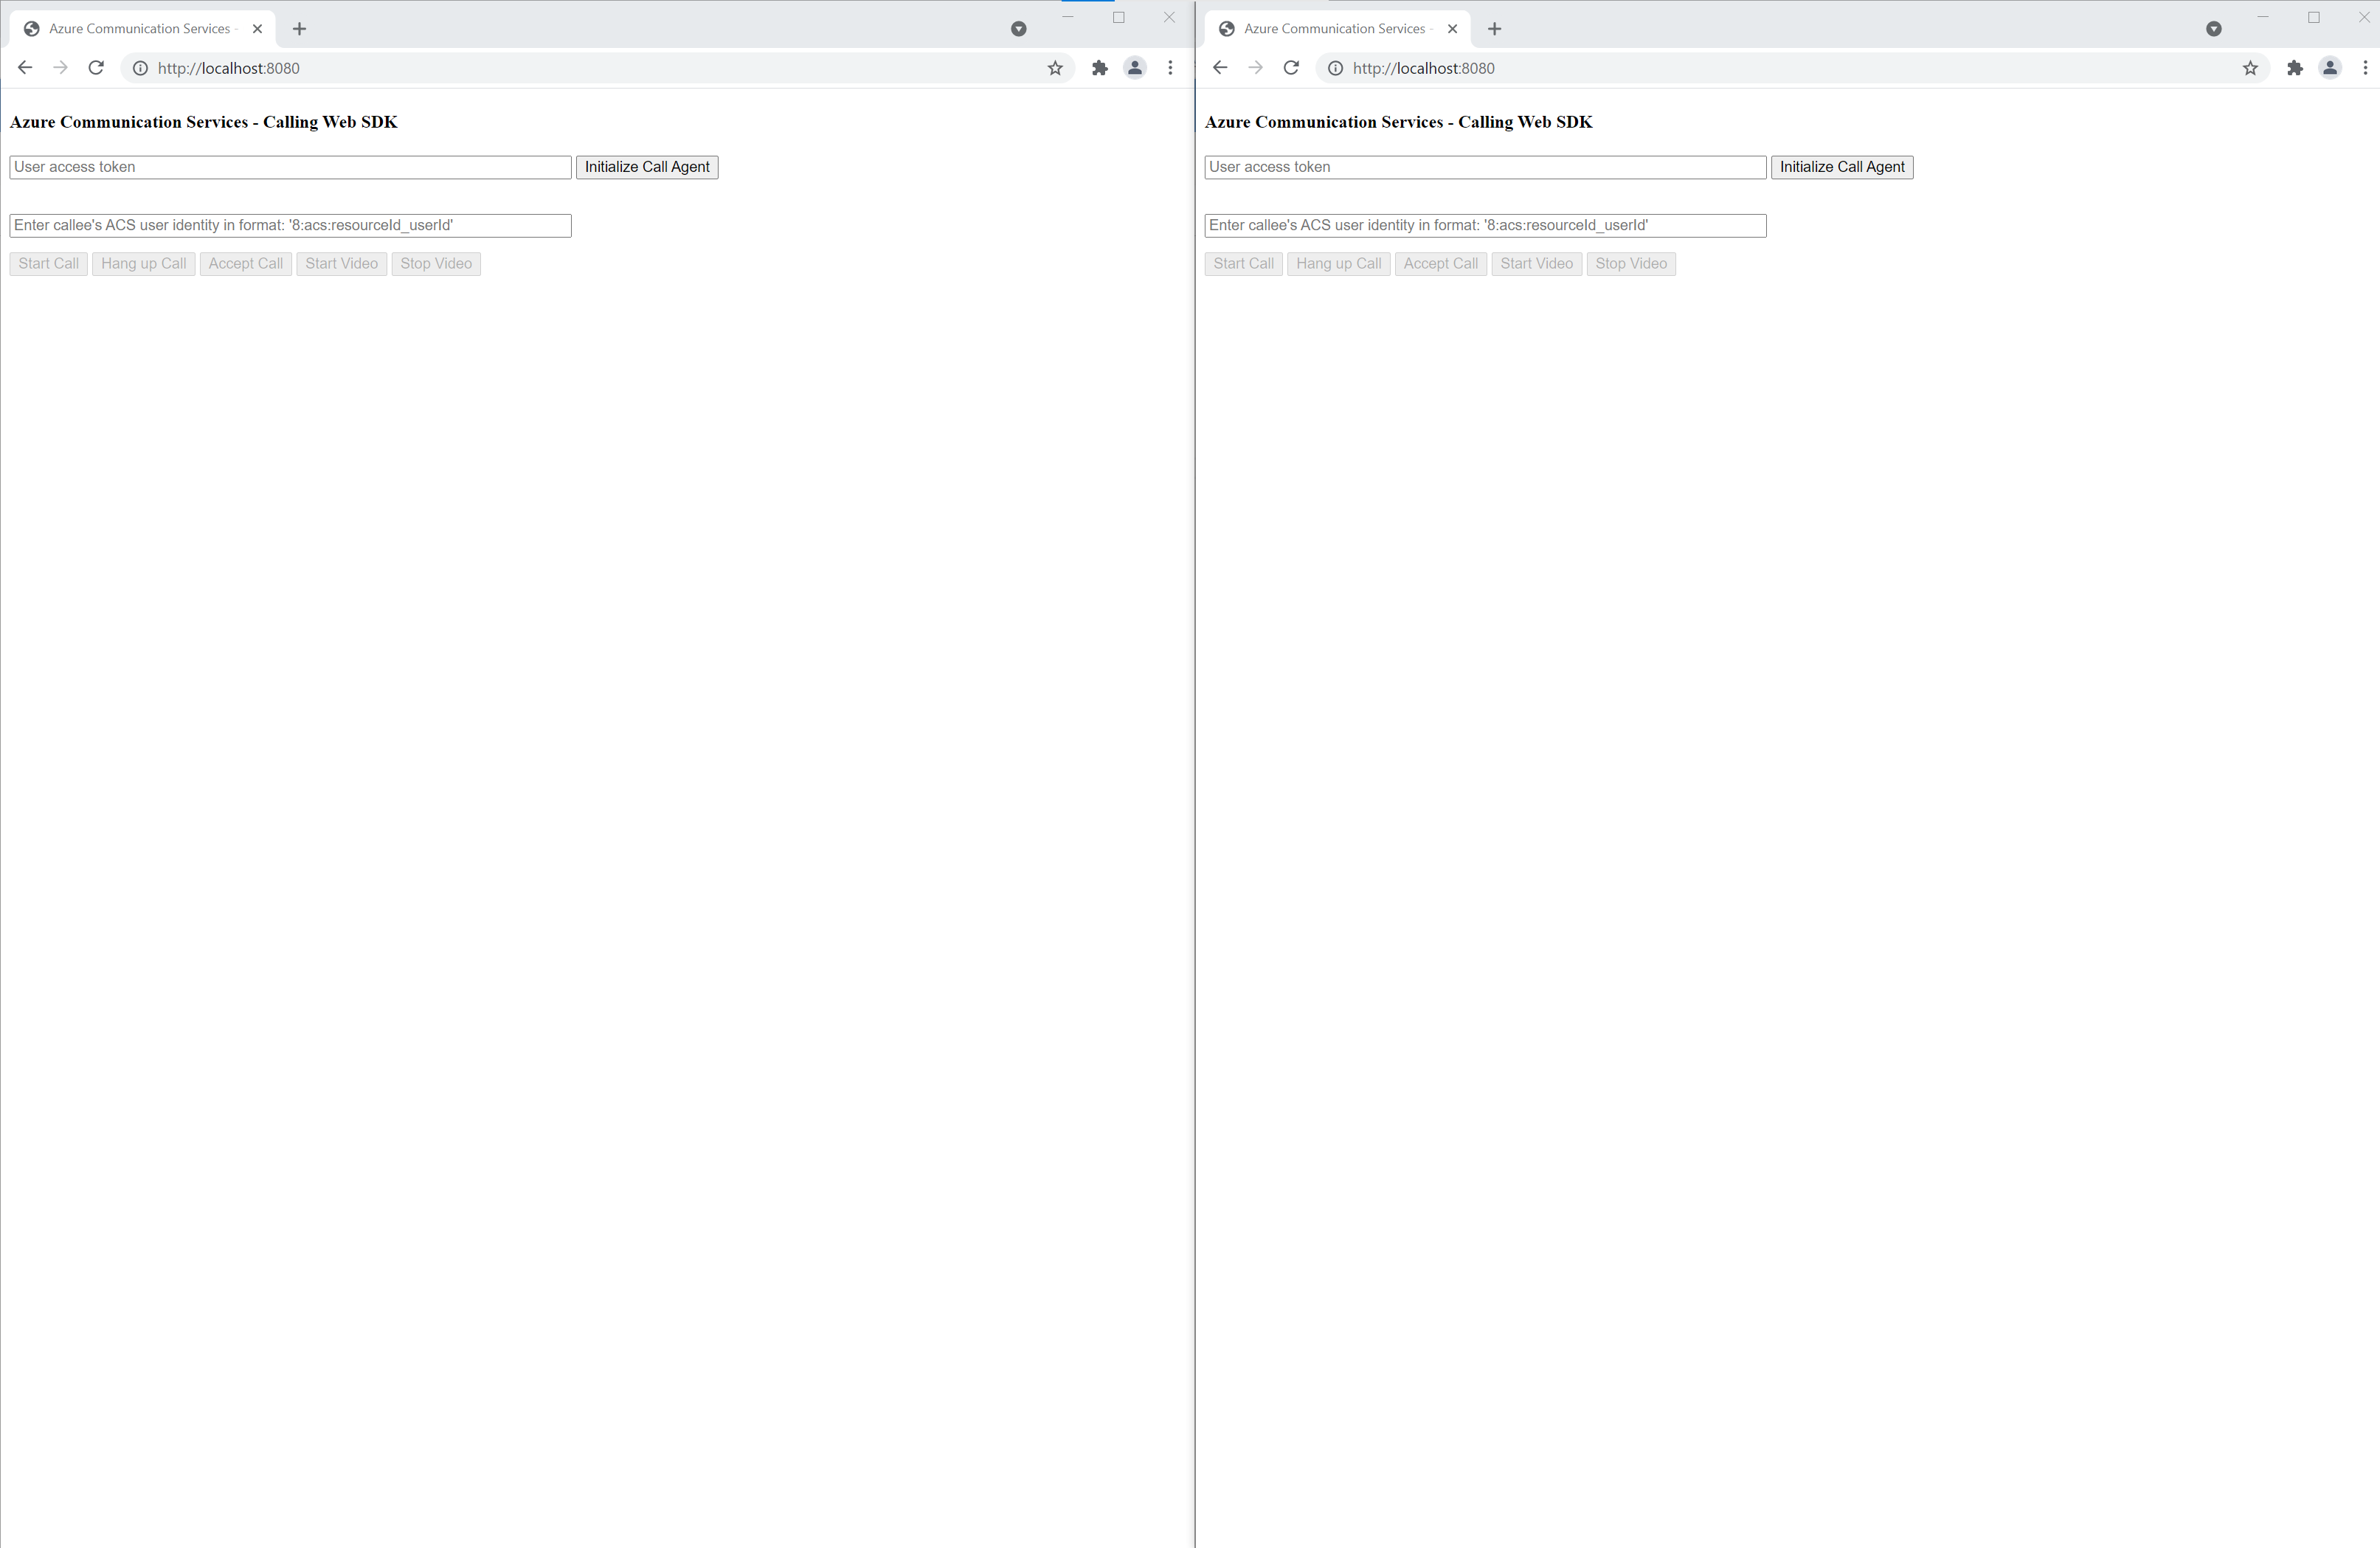 Azure Communication Services -
http://localhost:8080
Azure Communication Services - Calling Web SDK
User access token
Initialize Call Agent
Enter callee's ACS user identity in format: '8:acs:resourceId_userId'
Start Call Hang up Call Accept Call Start Video Stop Video
Azure Communication Services -
http://localhost:8080
Azure Communication Services - Calling Web SDK
User access token
Initialize Call Agent
Enter callee's ACS user identity in format: '8:acs:resourceId_userId'
Start Call Hang up Call Accept Call Start Video Stop Video